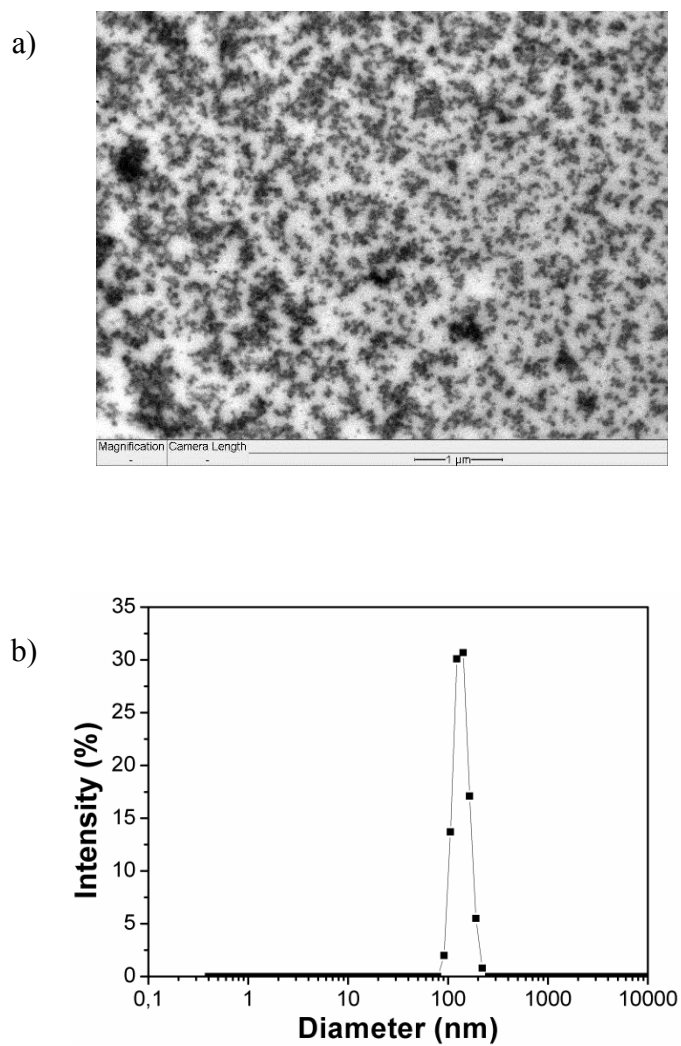 a)
Magnification Camera Length
- -
1 µm
b)
35
30
25
20
15
10
5
0
Intensity (%)
0,1 1 10 100 1000 10000
Diameter (nm)